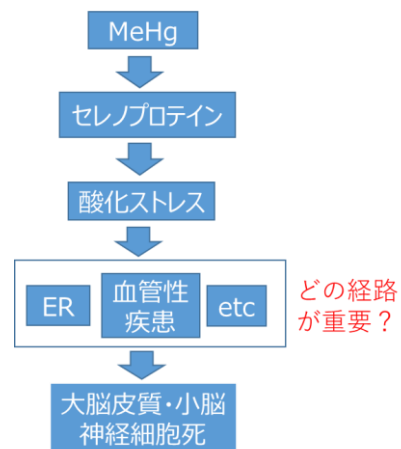 MeHg
セレノプロテイン
酸化ストレス
ER
血管性
疾患
etc
どの経路
が重要？
大脳皮質・小脳
神経細胞死